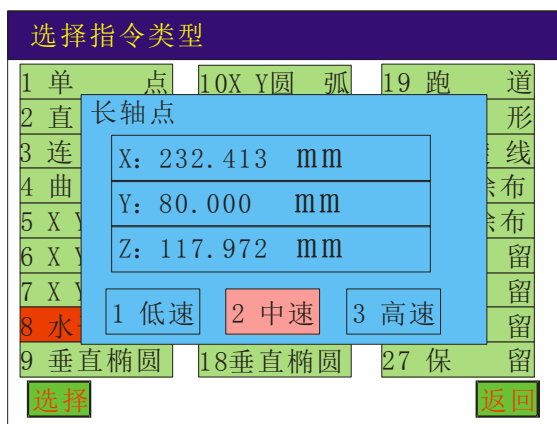 选择指令类型
1 单 点 10X Y圆 弧 19 跑 道
2 直 形
3 连 线
4 曲 涂布
5 X Y 涂布
6 X Y 留
7 X Y 留
8 水 留
9 垂直椭圆 18垂直椭圆 27 保 留
长轴点
X: 232.413 mm
Y: 80.000 mm
Z: 117.972 mm
1 低速 2 中速 3 高速
选择 返回